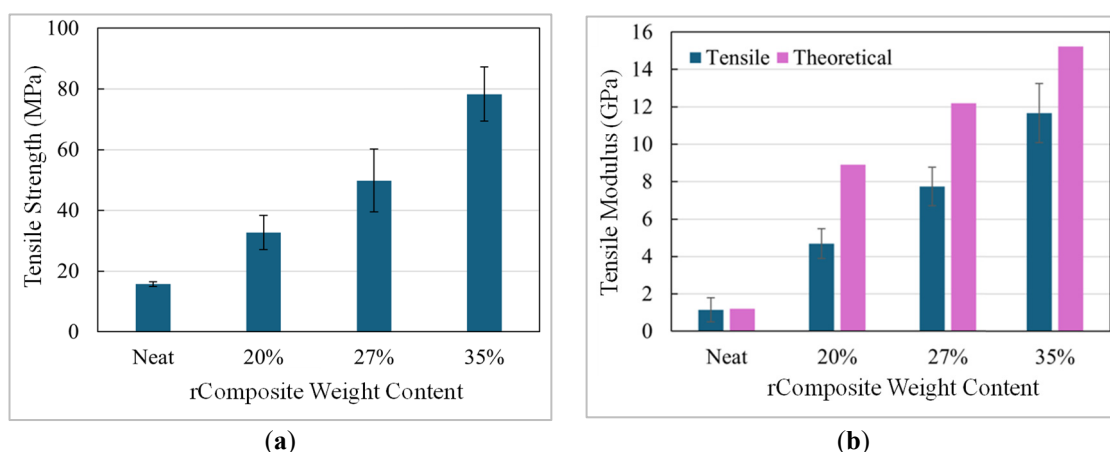 Tensile Strength (MPa)
100
80
60
40
20
0
Neat 20% 27% 35%
rComposite Weight Content
(a)
Tensile Modulus (GPa)
16
14
12
10
8
6
4
2
0
Tensile Theoretical
Neat 20% 27% 35%
rComposite Weight Content
(b)